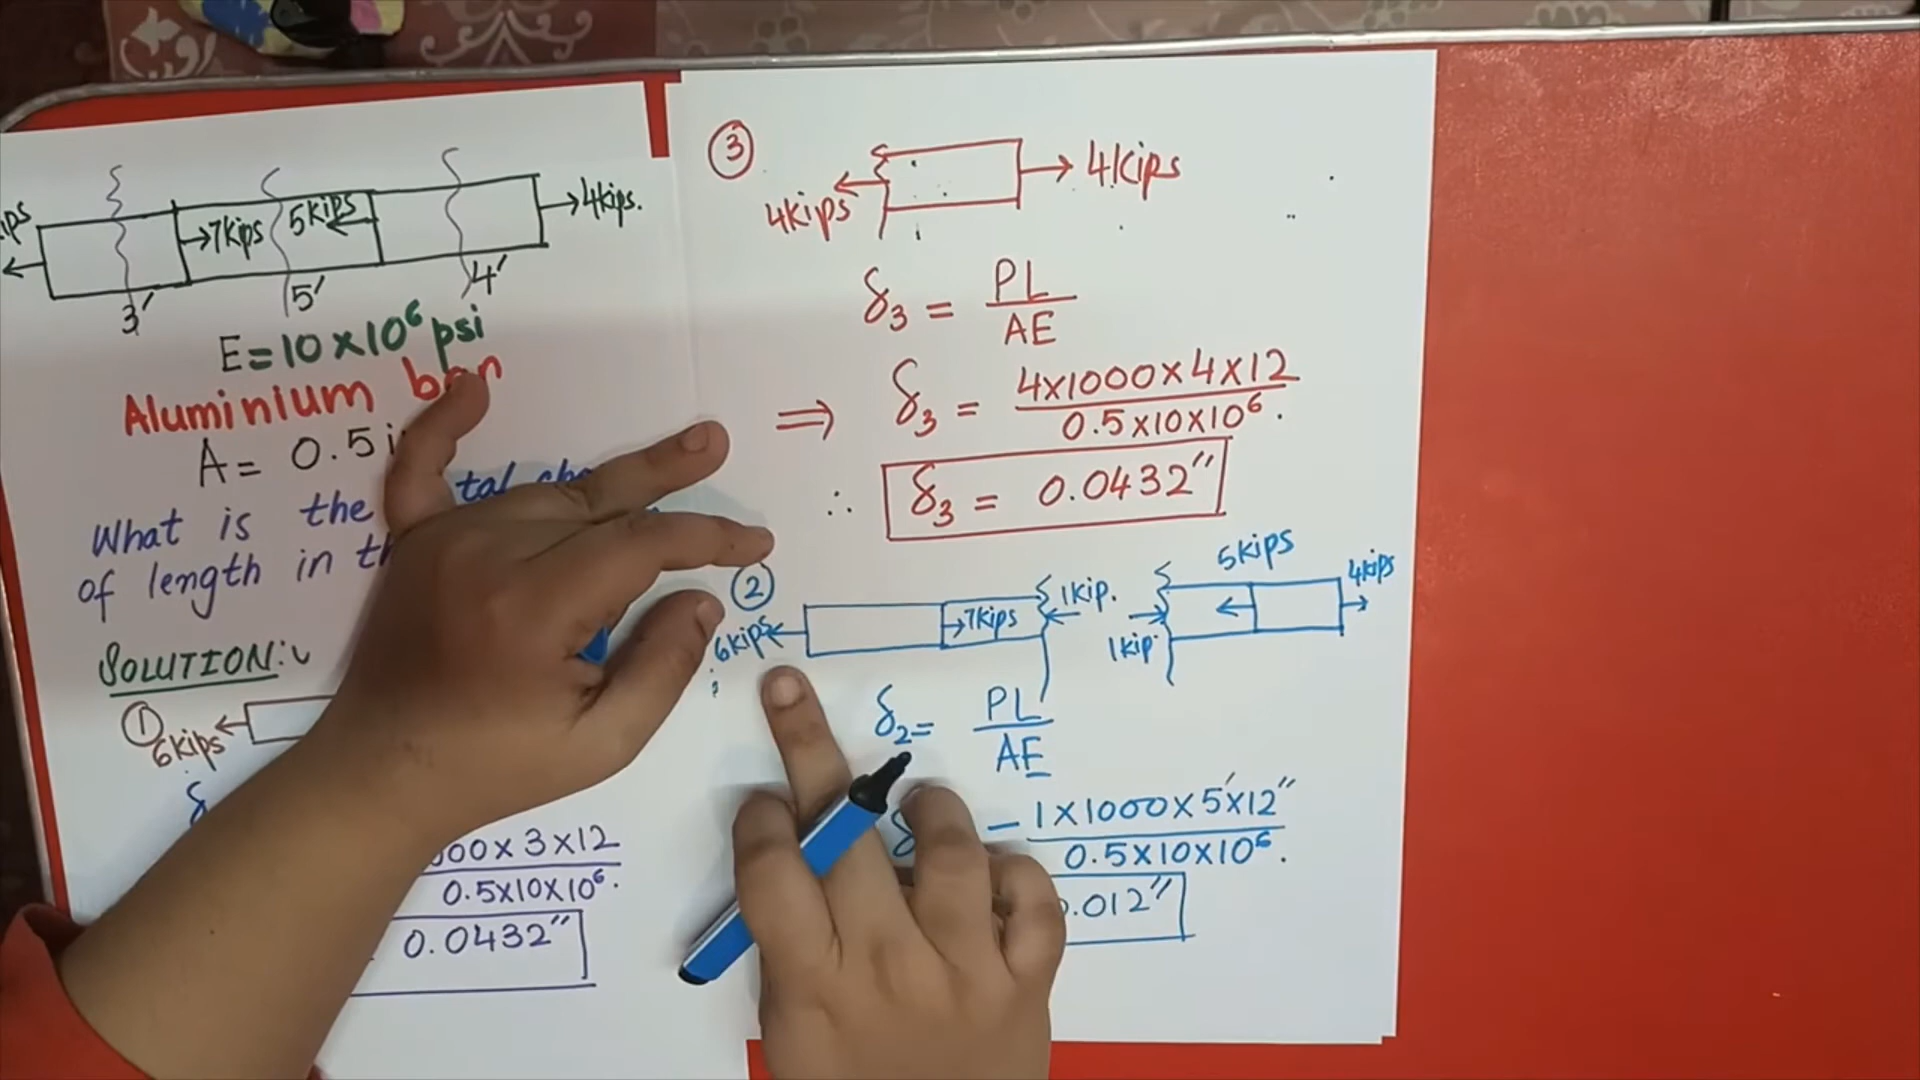 7kips 5kips 4kips.
3' 5' 4'
E=10×10⁶ psi
Aluminium
A= 0.5
What is the
of length in
SOLUTION:
①
6kips
δ
000×3×12
0.5×10×10⁶.
0.0432"
③
4kips 4kips
δ₃ = PL
AE
⇒ δ₃ = 4×1000×4×12
0.5×10×10⁶.
∴ δ₃ = 0.0432"
②
6kips 7kips 1kip. 1kip 5kips 4kips
δ₂= PL
AE
δ -1×1000×5'×12"
0.5×10×10⁶.
.012"